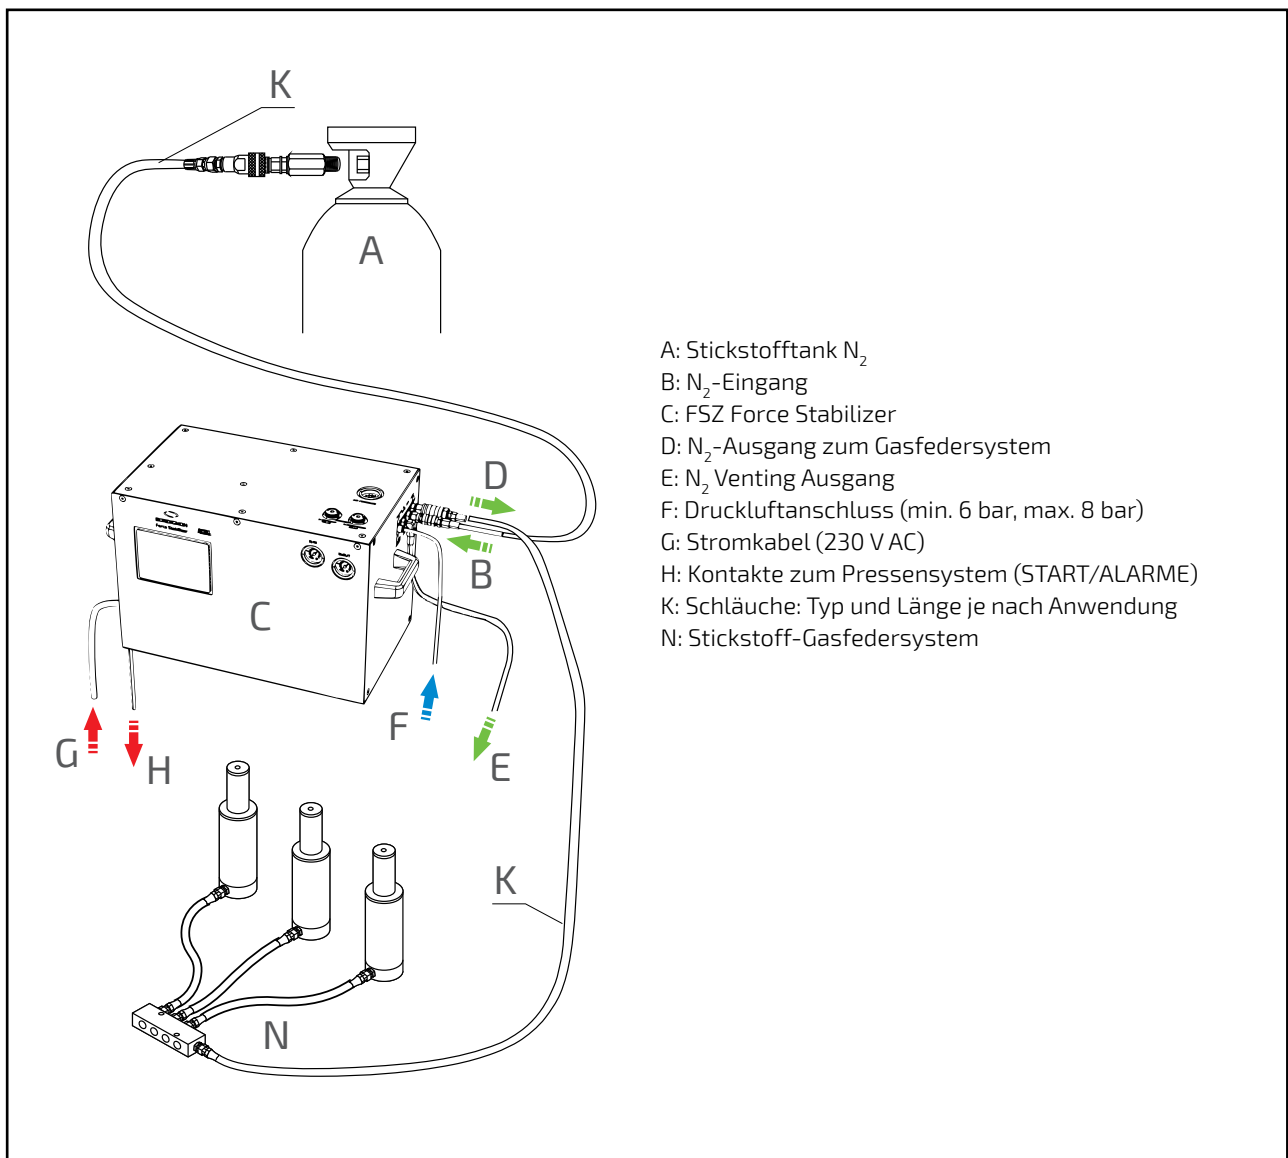 K
A
A: Stickstofftank N₂
B: N₂-Eingang
C: FSZ Force Stabilizer
D: N₂-Ausgang zum Gasfedersystem
E: N₂ Venting Ausgang
F: Druckluftanschluss (min. 6 bar, max. 8 bar)
G: Stromkabel (230 V AC)
H: Kontakte zum Pressensystem (START/ALARME)
K: Schläuche: Typ und Länge je nach Anwendung
N: Stickstoff-Gasfedersystem
D
Force Stabilizer
B
C
F
G
H
E
K
N